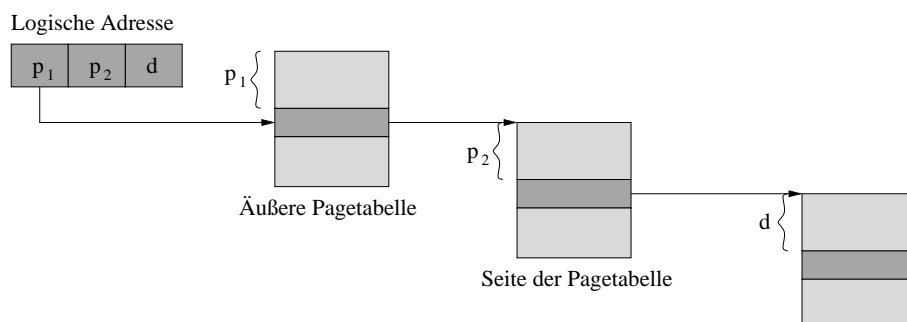 Logische Adresse
p1 p2 d
p1
Äußere Pagetabelle
p2
Seite der Pagetabelle
d